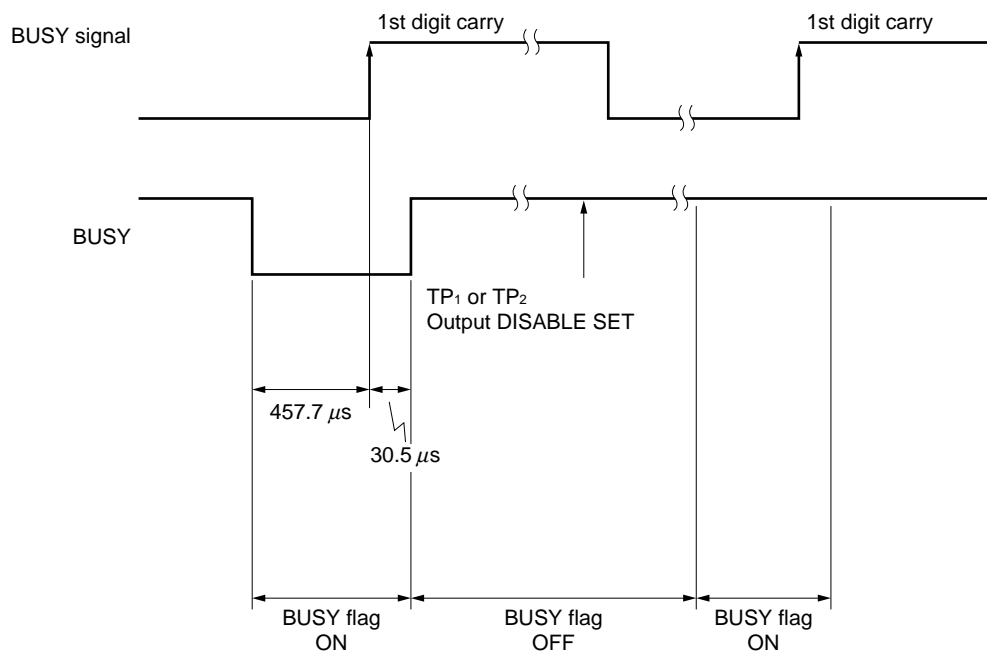 1st digit carry
1st digit carry
BUSY signal
BUSY
TP1 or TP2
Output DISABLE SET
457.7 μs
30.5 μs
BUSY flag
ON
BUSY flag
OFF
BUSY flag
ON